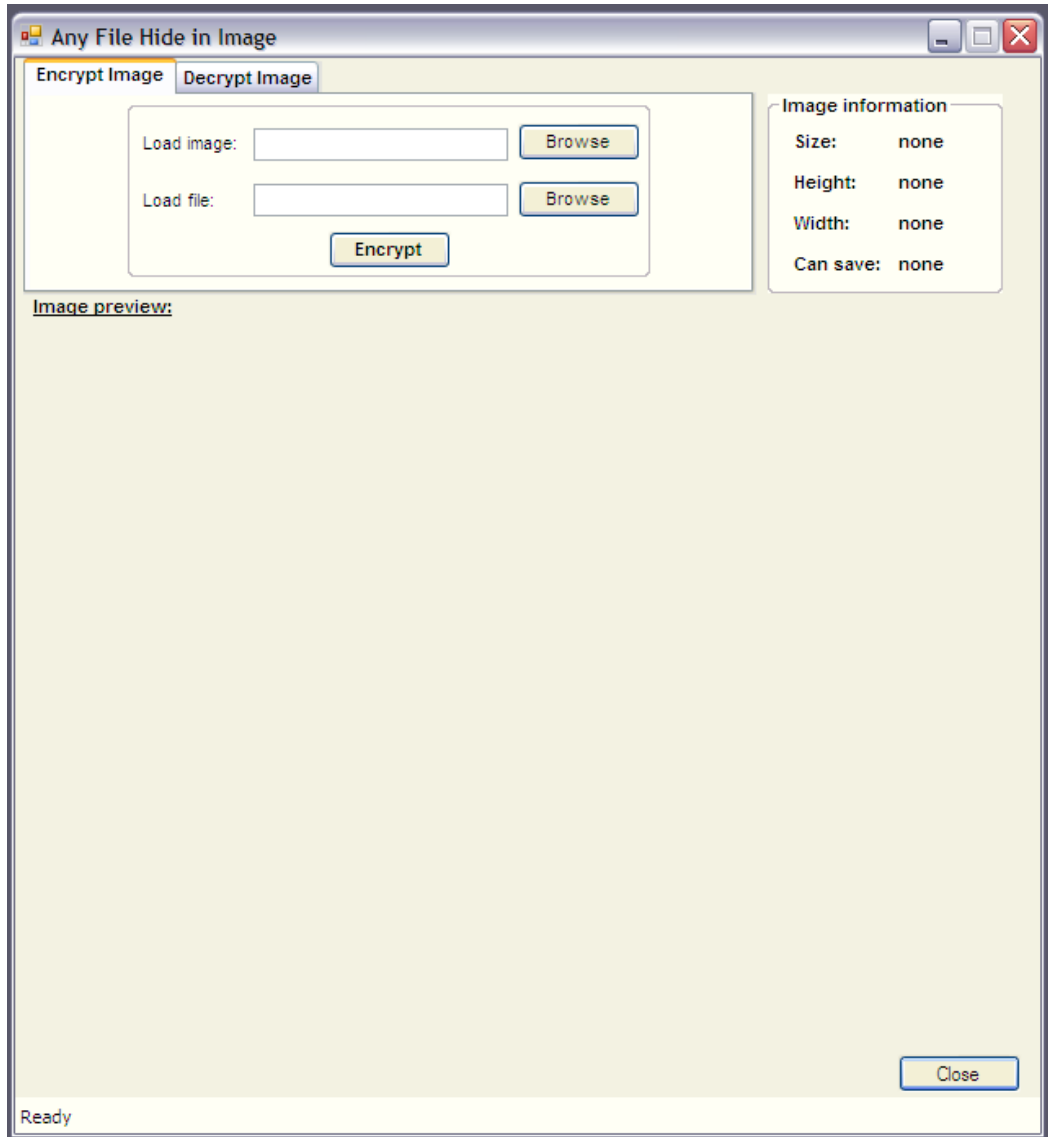 Any File Hide in Image
Encrypt Image
Decrypt Image
Load image:
Browse
Load file:
Browse
Encrypt
Image information
Size: none
Height: none
Width: none
Can save: none
Image preview:
Close
Ready